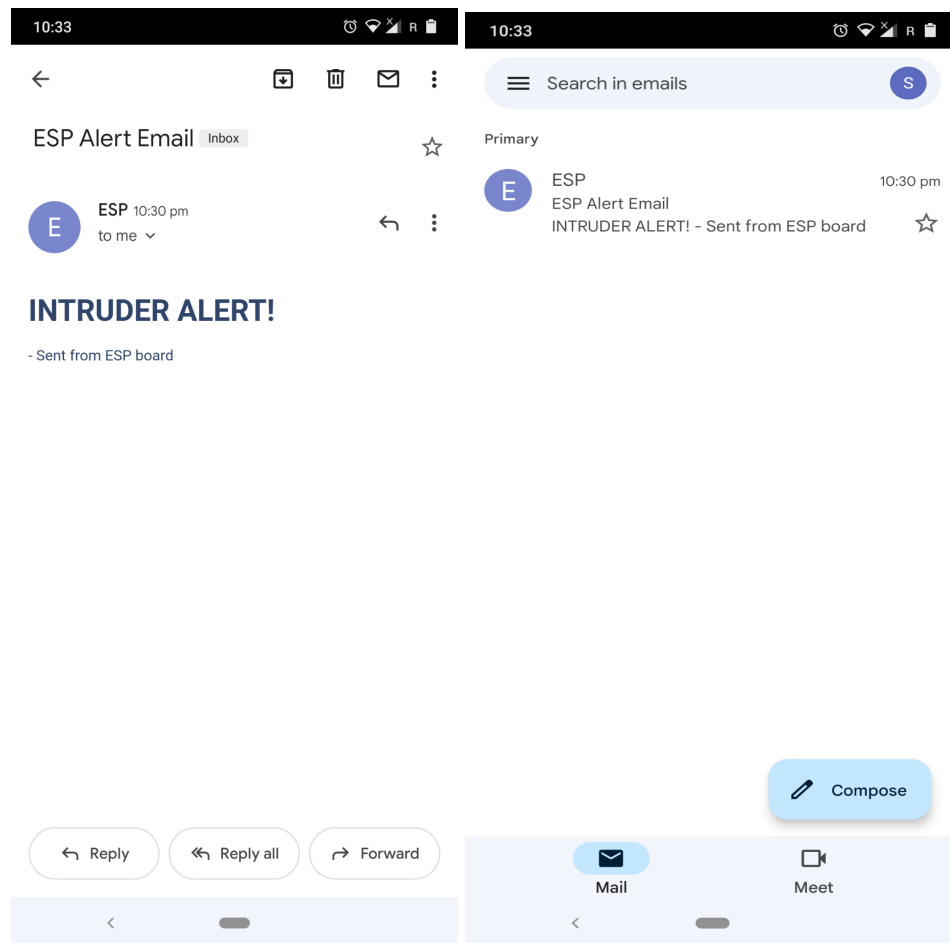 10:33
R
ESP Alert Email Inbox
E
ESP 10:30 pm
to me
INTRUDER ALERT!
- Sent from ESP board
Reply
Reply all
Forward
10:33
R
Search in emails
S
Primary
E
ESP
10:30 pm
ESP Alert Email
INTRUDER ALERT! - Sent from ESP board
Compose
Mail
Meet